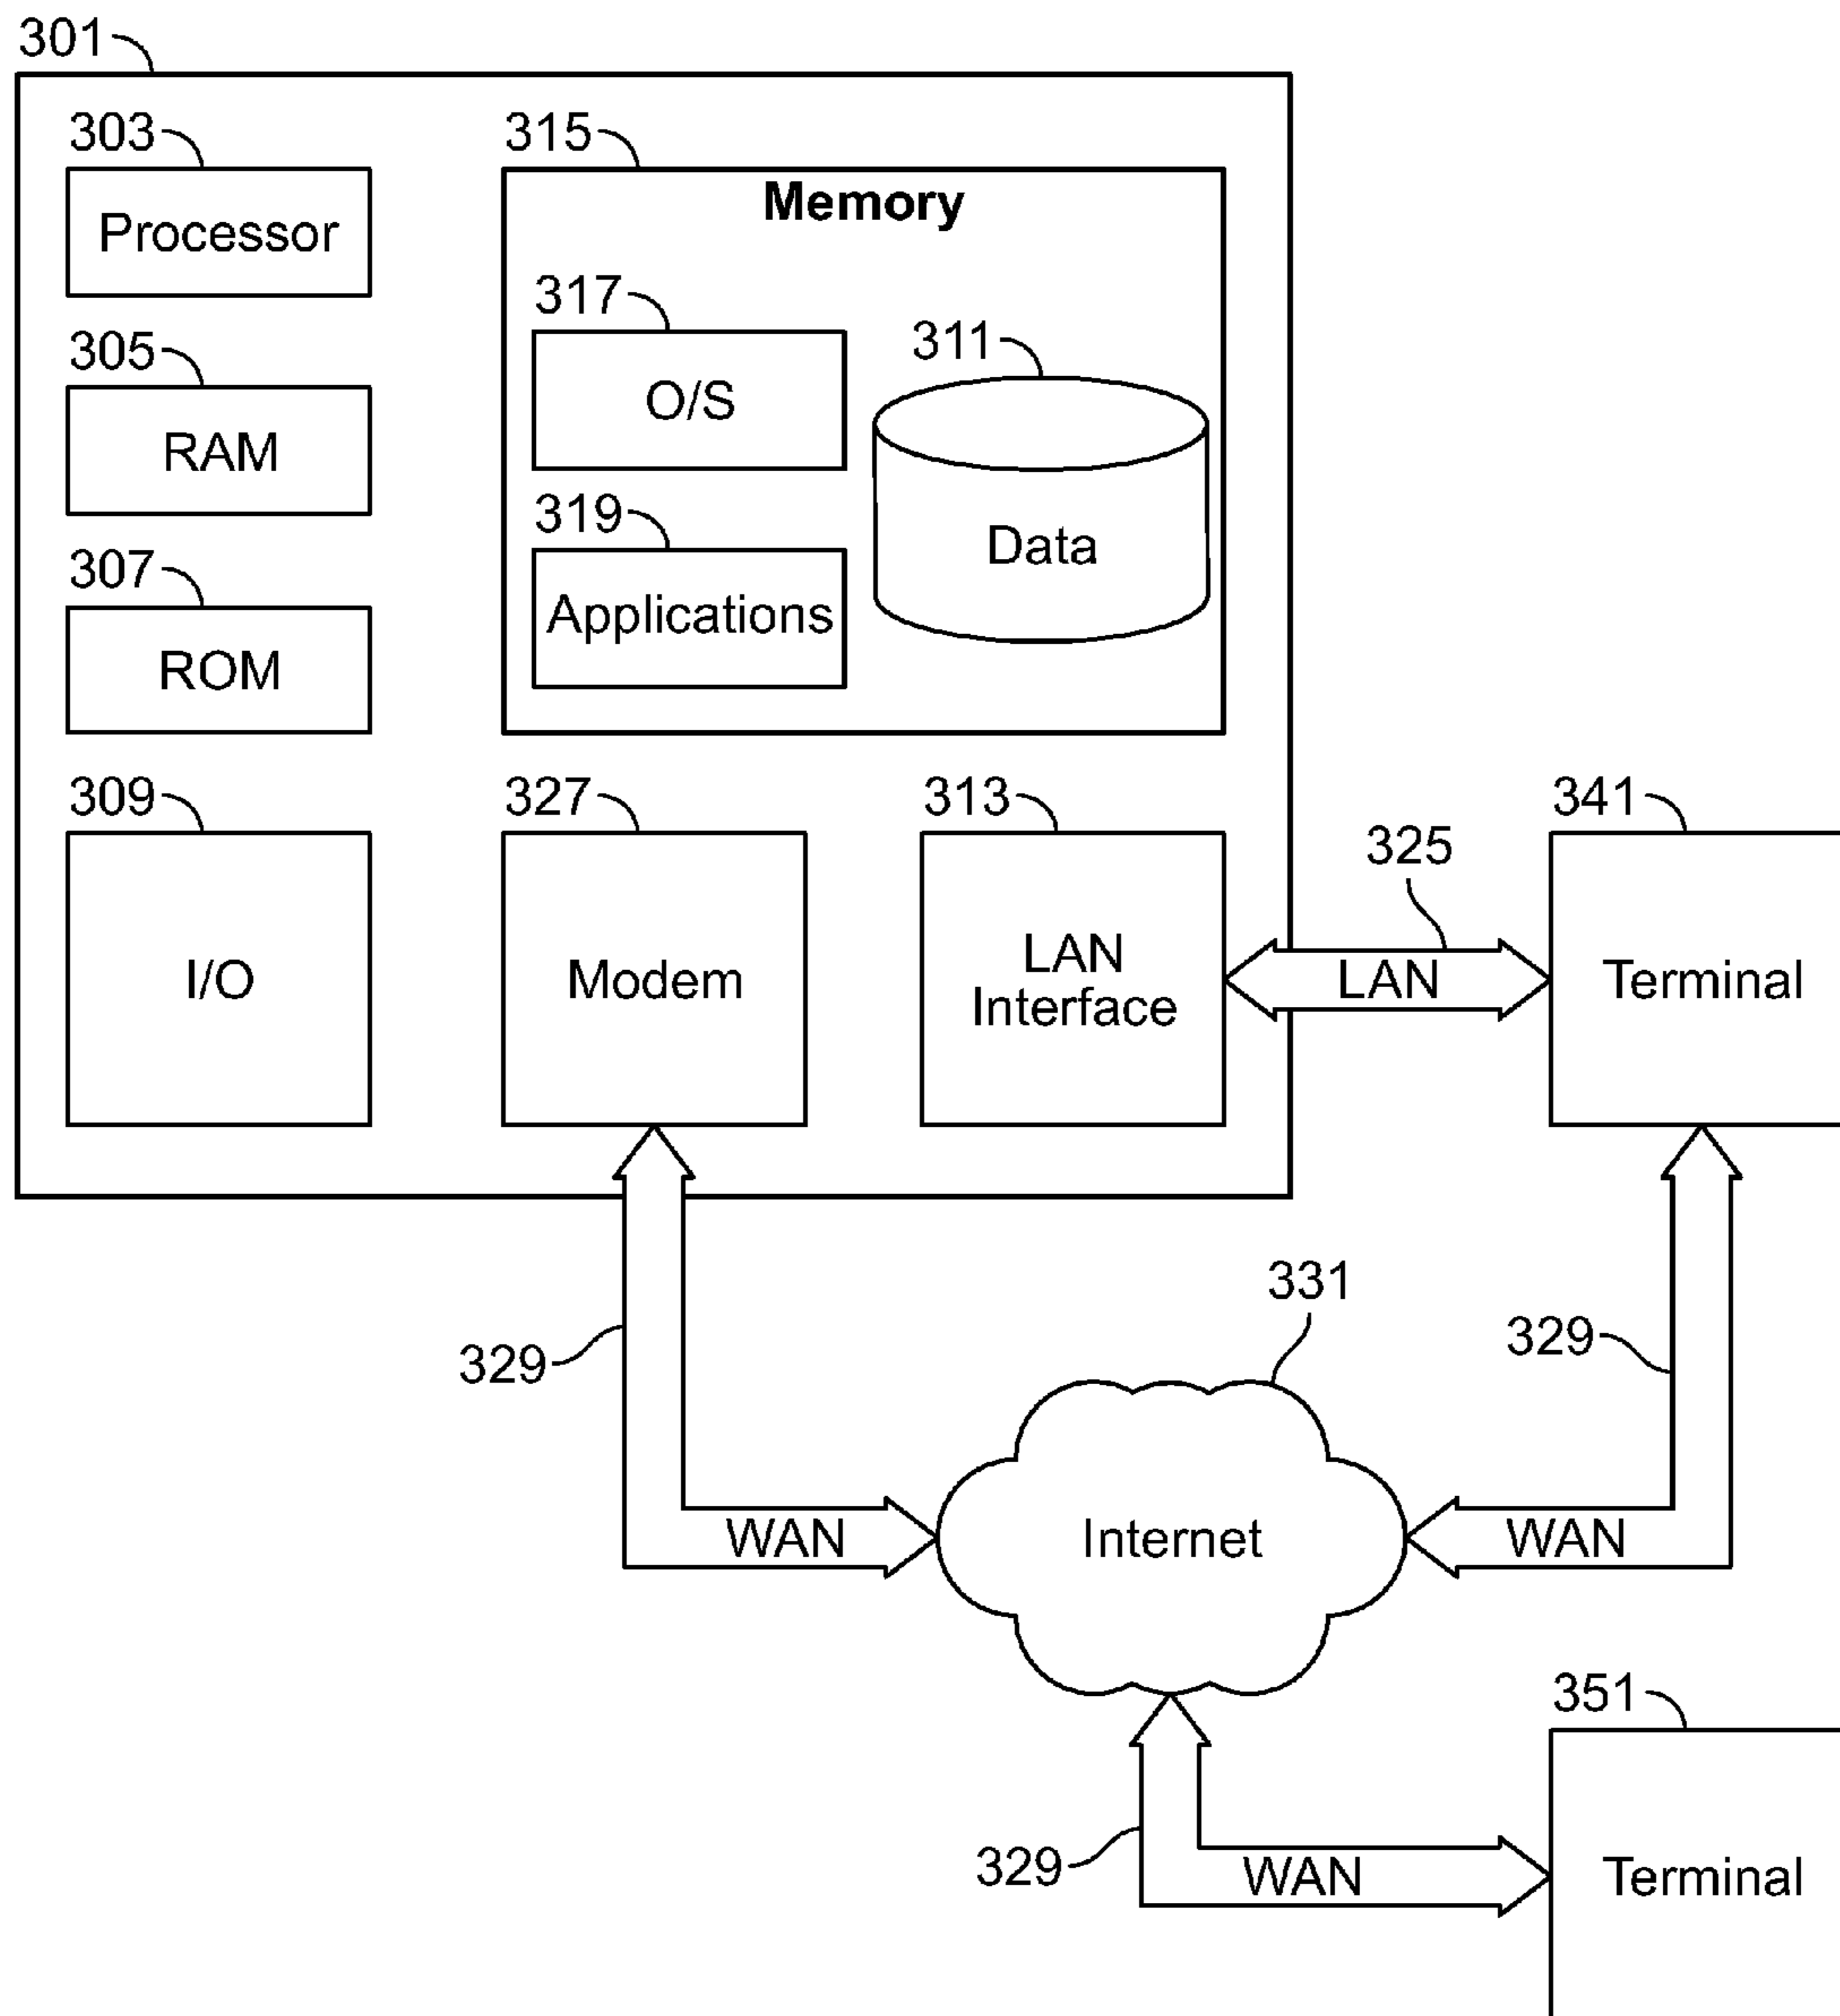 301
303
315
Processor
Memory
317
311
305
O/S
RAM
319
Data
307
Applications
ROM
309
327
313
341
325
I/O
Modem
LAN
Interface
LAN
Terminal
331
329
329
WAN
Internet
WAN
351
329
WAN
Terminal